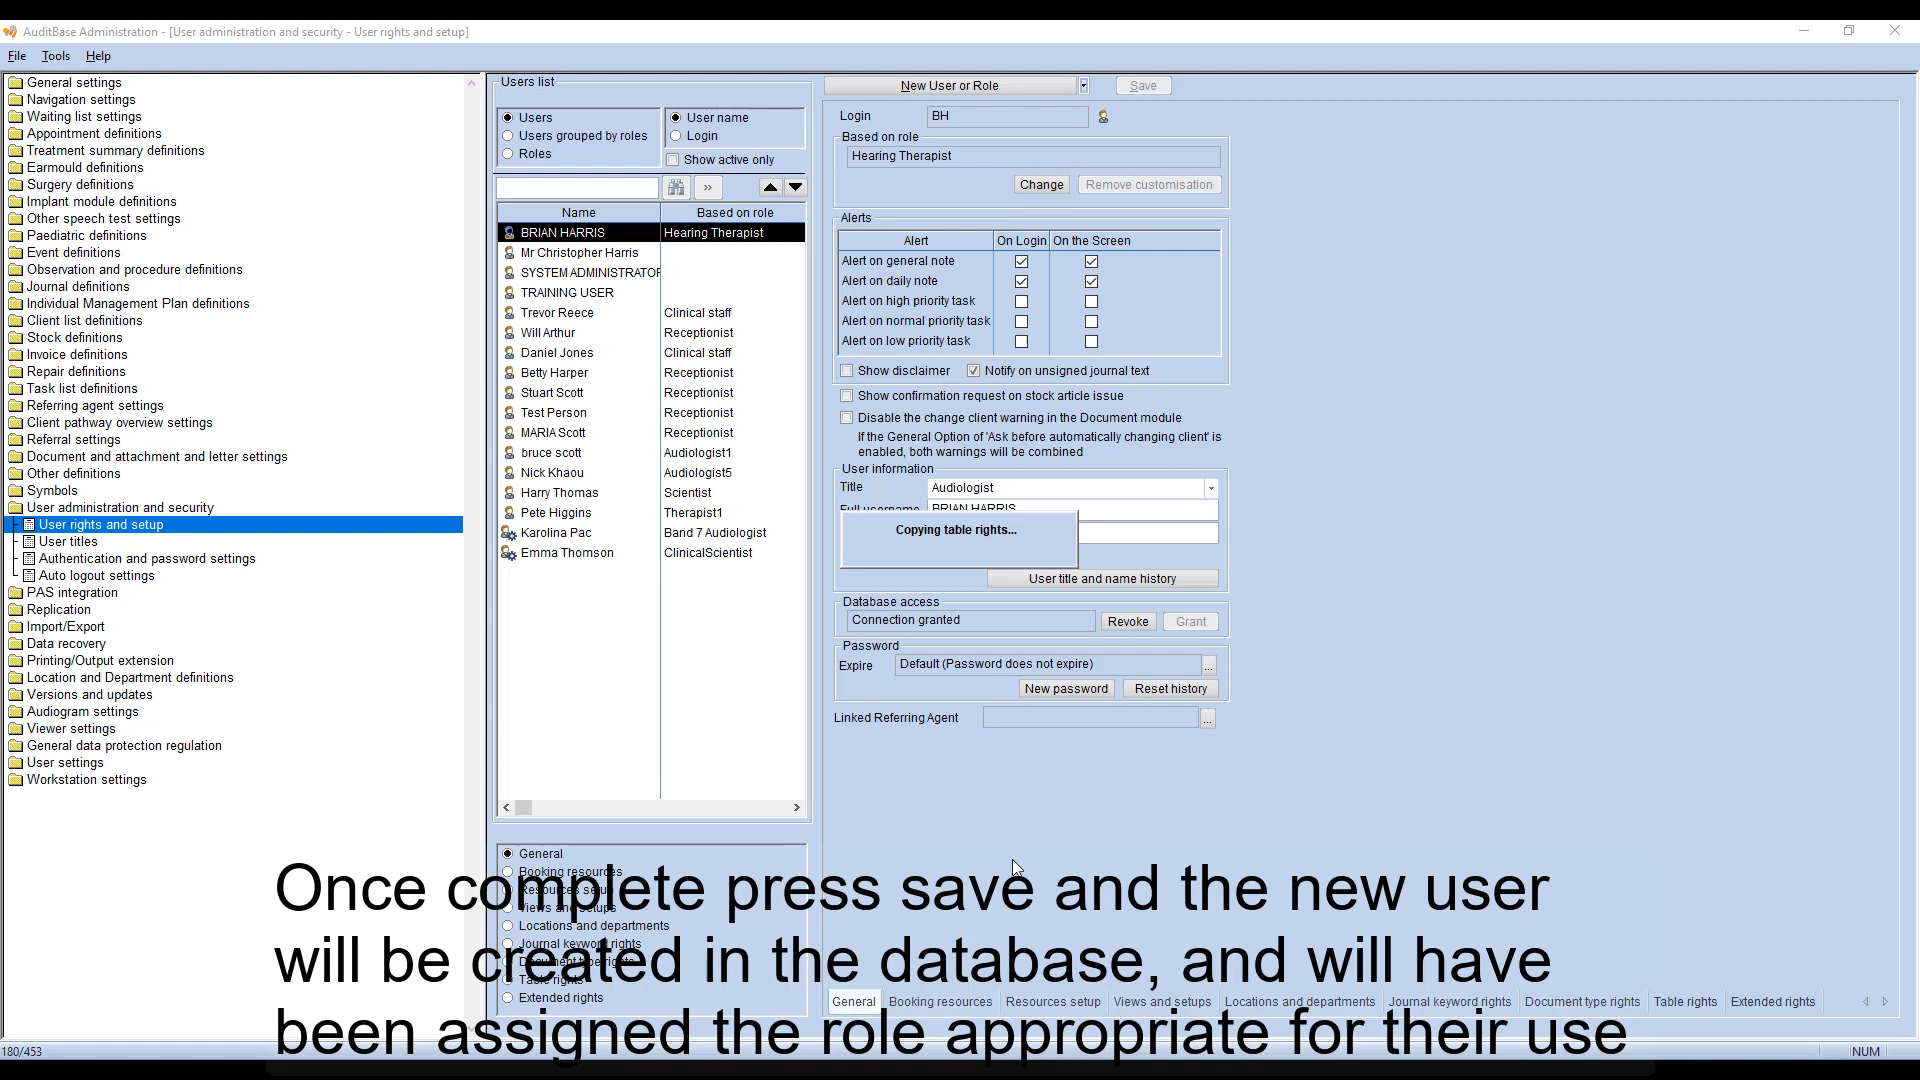 AuditBase Administration - [User administration and security - User rights and setup]
File Tools Help
General settings
Navigation settings
Waiting list settings
Appointment definitions
Treatment summary definitions
Earmould definitions
Surgery definitions
Implant module definitions
Other speech test settings
Paediatric definitions
Event definitions
Observation and procedure definitions
Journal definitions
Individual Management Plan definitions
Client list definitions
Stock definitions
Invoice definitions
Repair definitions
Task list definitions
Referring agent settings
Client pathway overview settings
Referral settings
Document and attachment and letter settings
Other definitions
Symbols
User administration and security
User rights and setup
User titles
Authentication and password settings
Auto logout settings
PAS integration
Replication
Import/Export
Data recovery
Printing/Output extension
Location and Department definitions
Versions and updates
Audiogram settings
Viewer settings
General data protection regulation
User settings
Workstation settings
Users list
Users
Users grouped by roles
Roles
User name
Login
Show active only
»
Name Based on role
BRIAN HARRIS Hearing Therapist
Mr Christopher Harris
SYSTEM ADMINISTRATOR
TRAINING USER
Trevor Reece Clinical staff
Will Arthur Receptionist
Daniel Jones Clinical staff
Betty Harper Receptionist
Stuart Scott Receptionist
Test Person Receptionist
MARIA Scott Receptionist
bruce scott Audiologist1
Nick Khaou Audiologist5
Harry Thomas Scientist
Pete Higgins Therapist1
Karolina Pac Band 7 Audiologist
Emma Thomson ClinicalScientist
General
Booking resources
Resources setup
Views and setups
Locations and departments
Journal keyword rights
Document type rights
Table rights
Extended rights
New User or Role Save
Login BH
Based on role
Hearing Therapist
Change Remove customisation
Alerts
Alert On Login On the Screen
Alert on general note
Alert on daily note
Alert on high priority task
Alert on normal priority task
Alert on low priority task
Show disclaimer Notify on unsigned journal text
Show confirmation request on stock article issue
Disable the change client warning in the Document module
If the General Option of 'Ask before automatically changing client' is
enabled, both warnings will be combined
User information
Title Audiologist
Full username BRIAN HARRIS
Copying table rights...
User title and name history
Database access
Connection granted Revoke Grant
Password
Expire Default (Password does not expire) ...
New password Reset history
Linked Referring Agent ...
General Booking resources Resources setup Views and setups Locations and departments Journal keyword rights Document type rights Table rights Extended rights
Once complete press save and the new user
will be created in the database, and will have
been assigned the role appropriate for their use
180/453 NUM